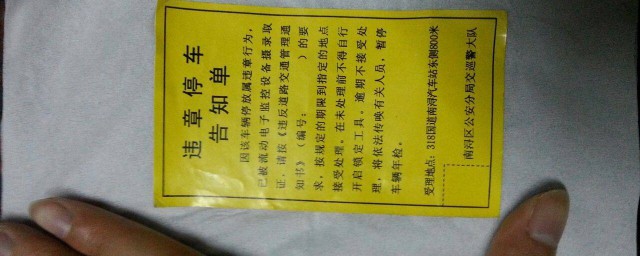 违章停车
告知单
因该车辆停放属违章行为，
已被流动电子监控设备摄录取
证，请按《违反道路交通管理通
知书》（编号：　　　）的要
求，按规定的期限到指定的地点
接受处理。在未处理前不得自行
开启锁定工具。逾期不接受处
理，将依法传唤有关人员，暂停
车辆年检。
受理地点：318国道南浔汽车站东侧800米
南浔区公安分局交巡警大队